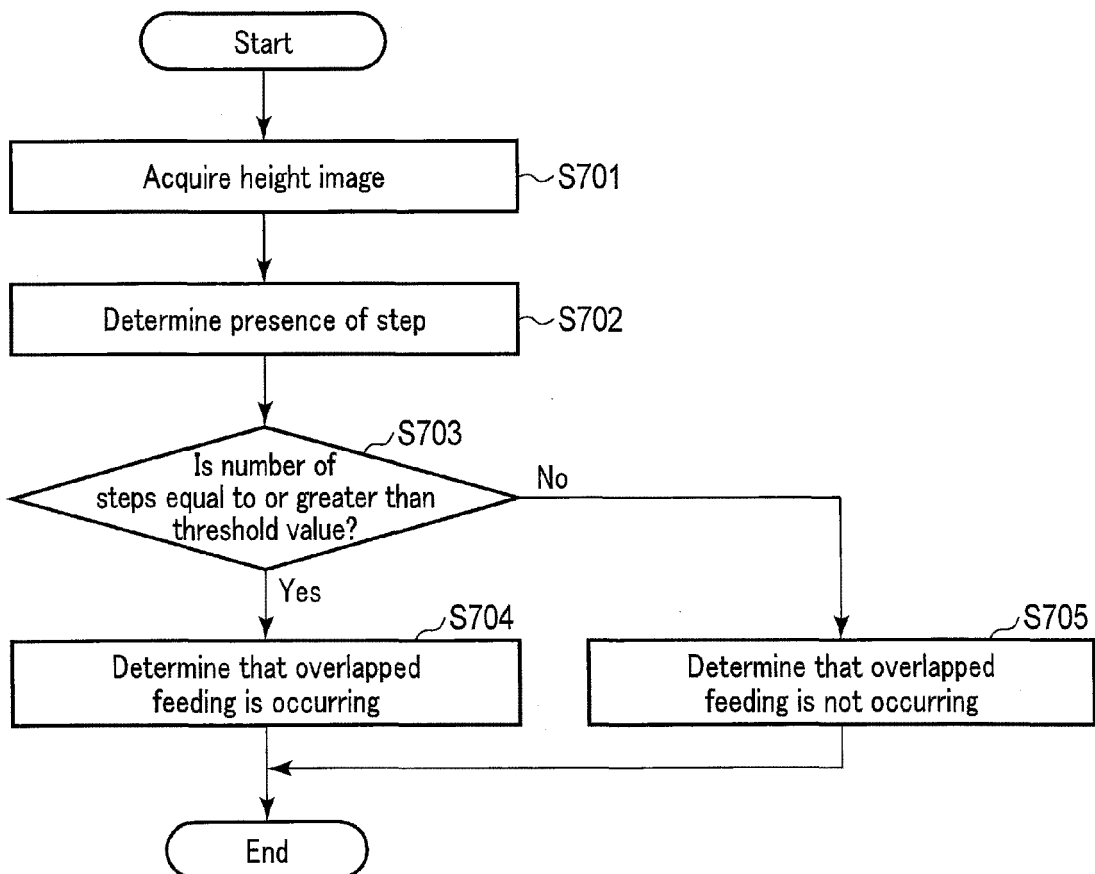 Start
Acquire height image
S701
Determine presence of step
S702
S703
Is number of
steps equal to or greater than
threshold value?
No
Yes
S704
Determine that overlapped
feeding is occurring
S705
Determine that overlapped
feeding is not occurring
End